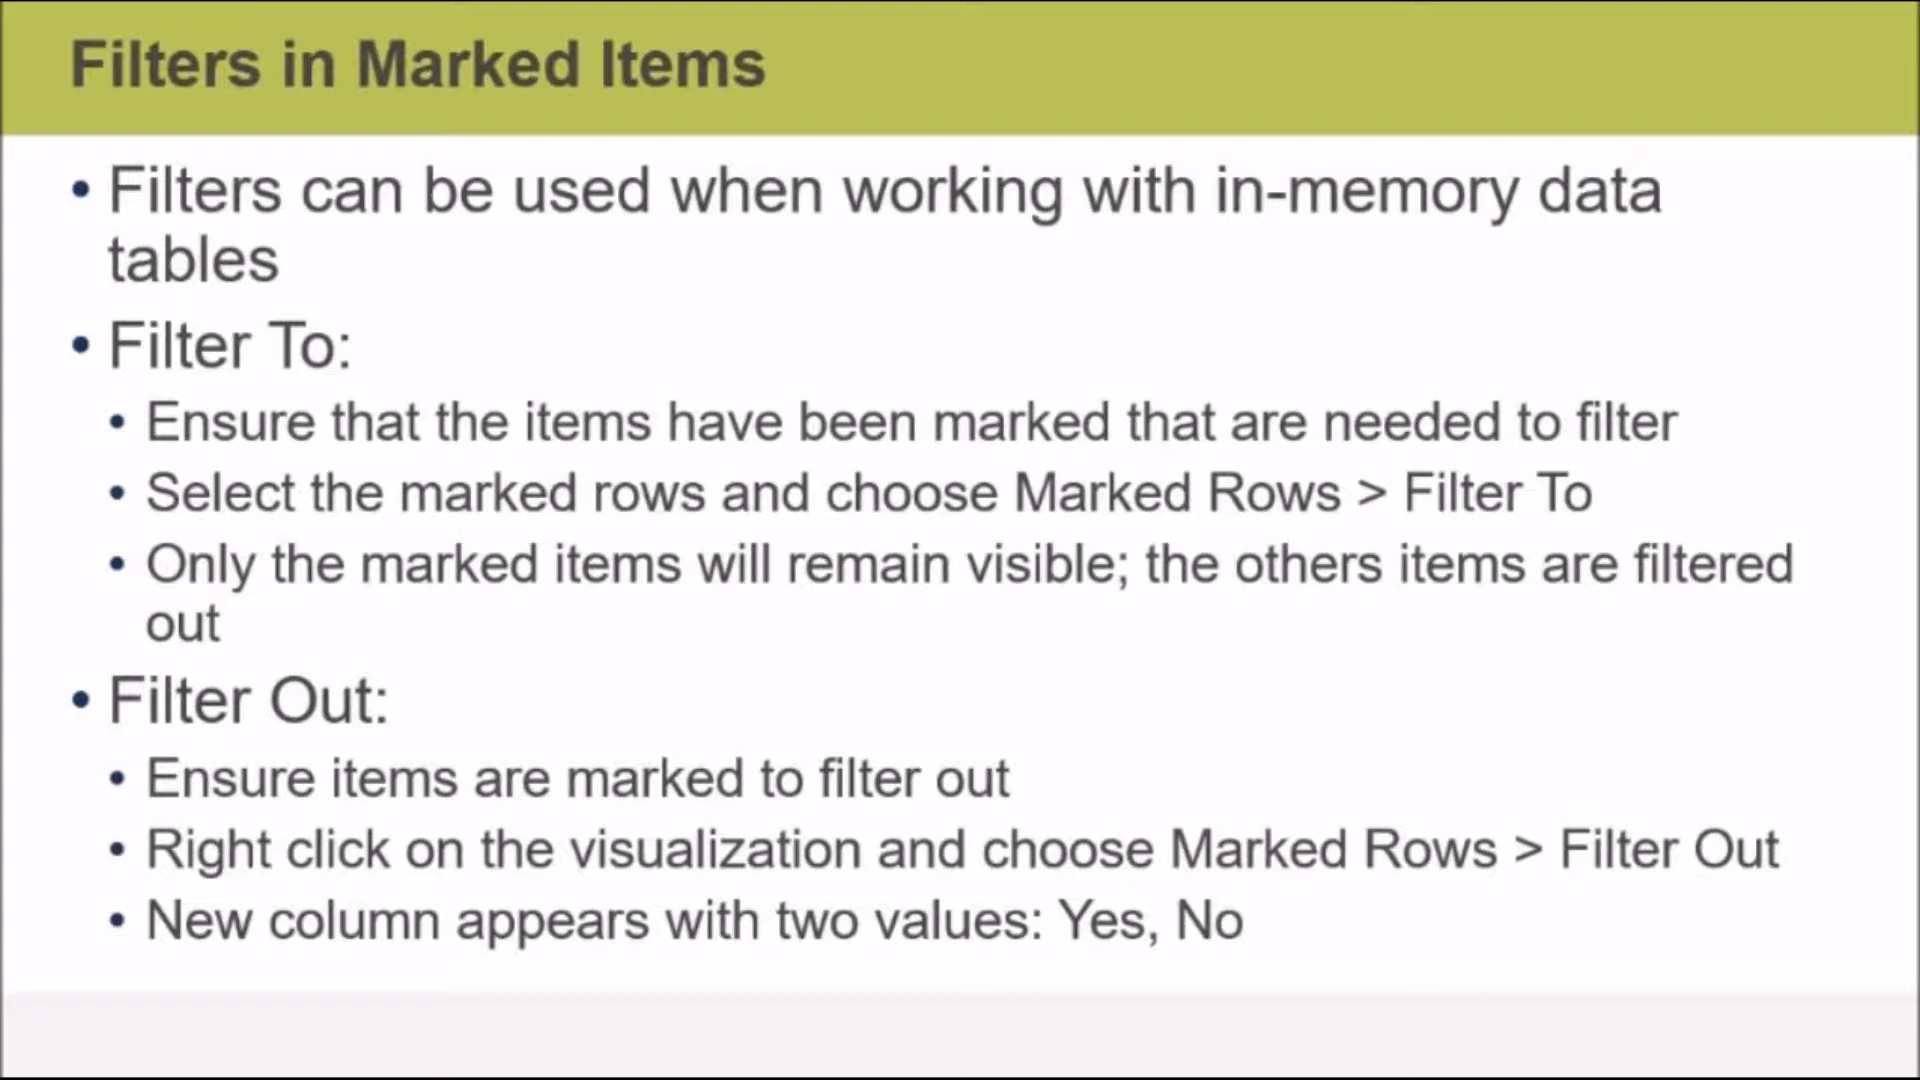 Filters in Marked Items
• Filters can be used when working with in-memory data
tables
• Filter To:
• Ensure that the items have been marked that are needed to filter
• Select the marked rows and choose Marked Rows > Filter To
• Only the marked items will remain visible; the others items are filtered
out
• Filter Out:
• Ensure items are marked to filter out
• Right click on the visualization and choose Marked Rows > Filter Out
• New column appears with two values: Yes, No